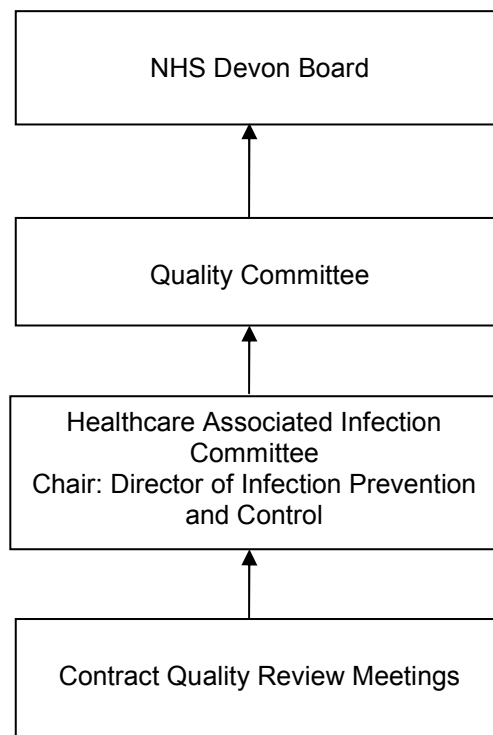 NHS Devon Board
Quality Committee
Healthcare Associated Infection
Committee
Chair: Director of Infection Prevention
and Control
Contract Quality Review Meetings